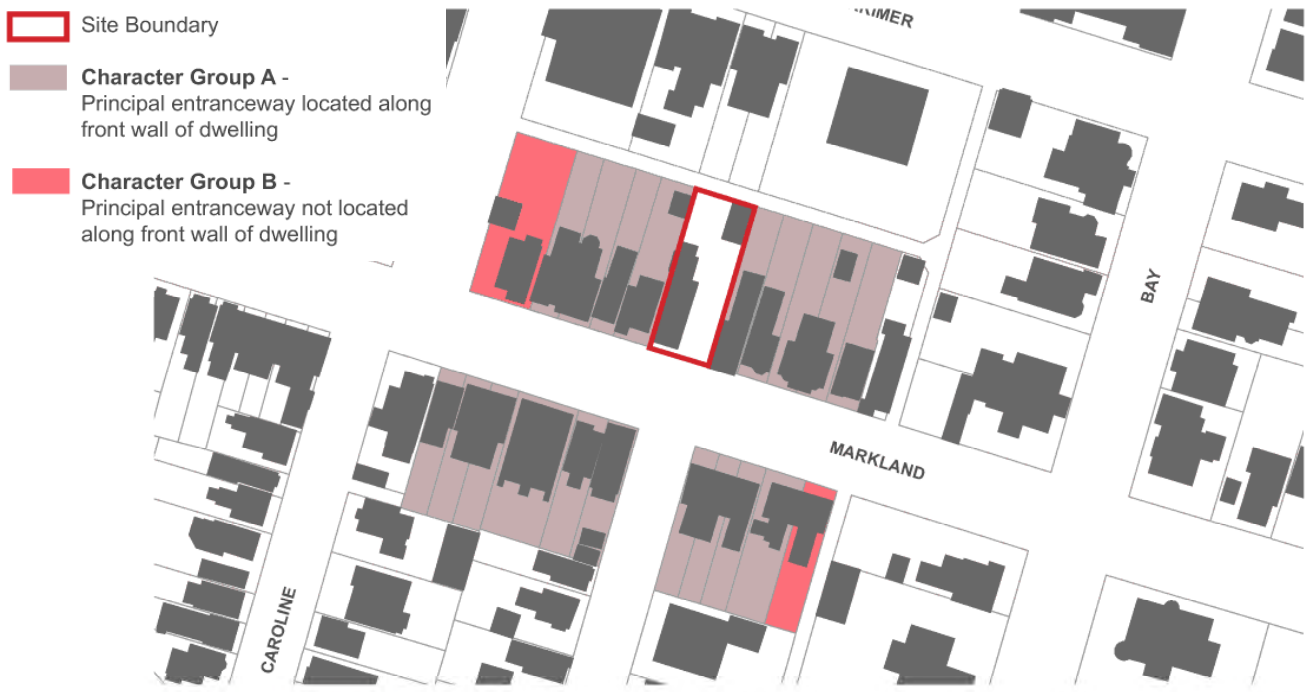 Site Boundary
Character Group A -
Principal entranceway located along
front wall of dwelling
Character Group B -
Principal entranceway not located
along front wall of dwelling
BAY
MARKLAND
CAROLINE